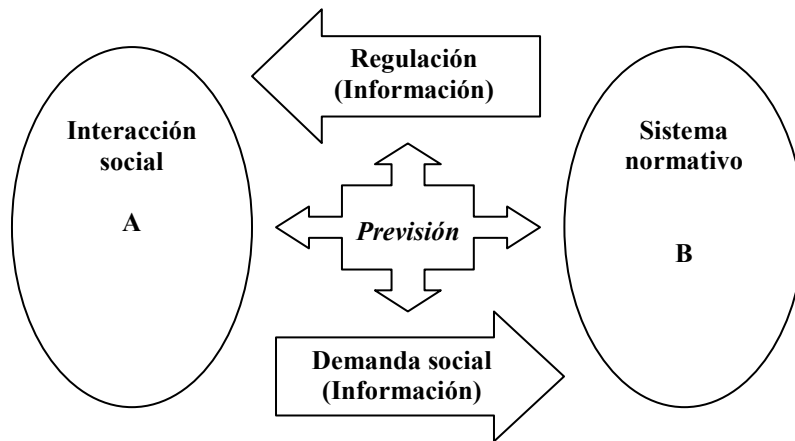 Regulación
(Información)
Interacción
social
A
Sistema
normativo
B
Previsión
Demanda social
(Información)